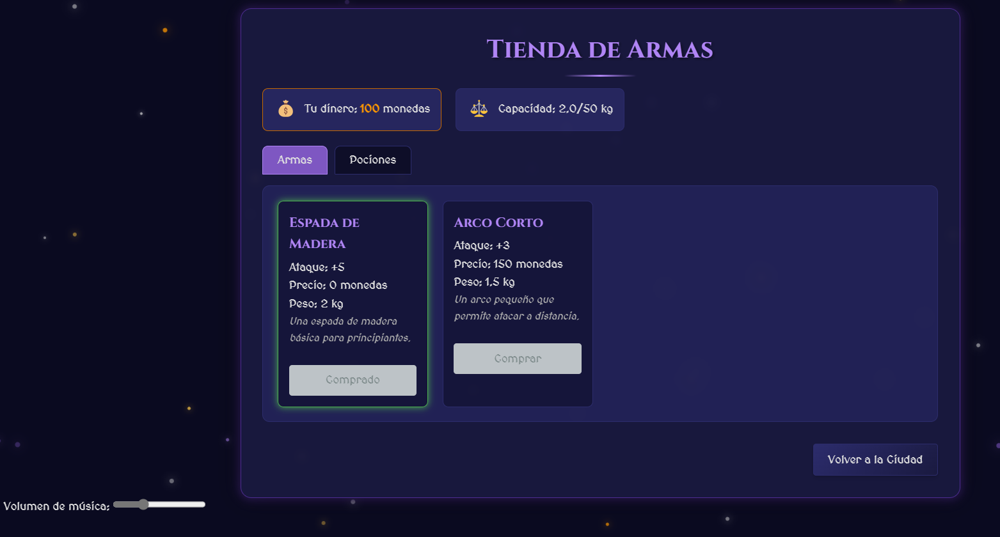 Tienda de Armas
Tu dinero: 100 monedas
Capacidad: 2.0/50 kg
Armas
Pociones
Espada de
Madera
Ataque: +5
Precio: 0 monedas
Peso: 2 kg
Una espada de madera
básica para principiantes.
Comprado
Arco Corto
Ataque: +3
Precio: 150 monedas
Peso: 1.5 kg
Un arco pequeño que
permite atacar a distancia.
Comprar
Volver a la Ciudad
Volumen de música: